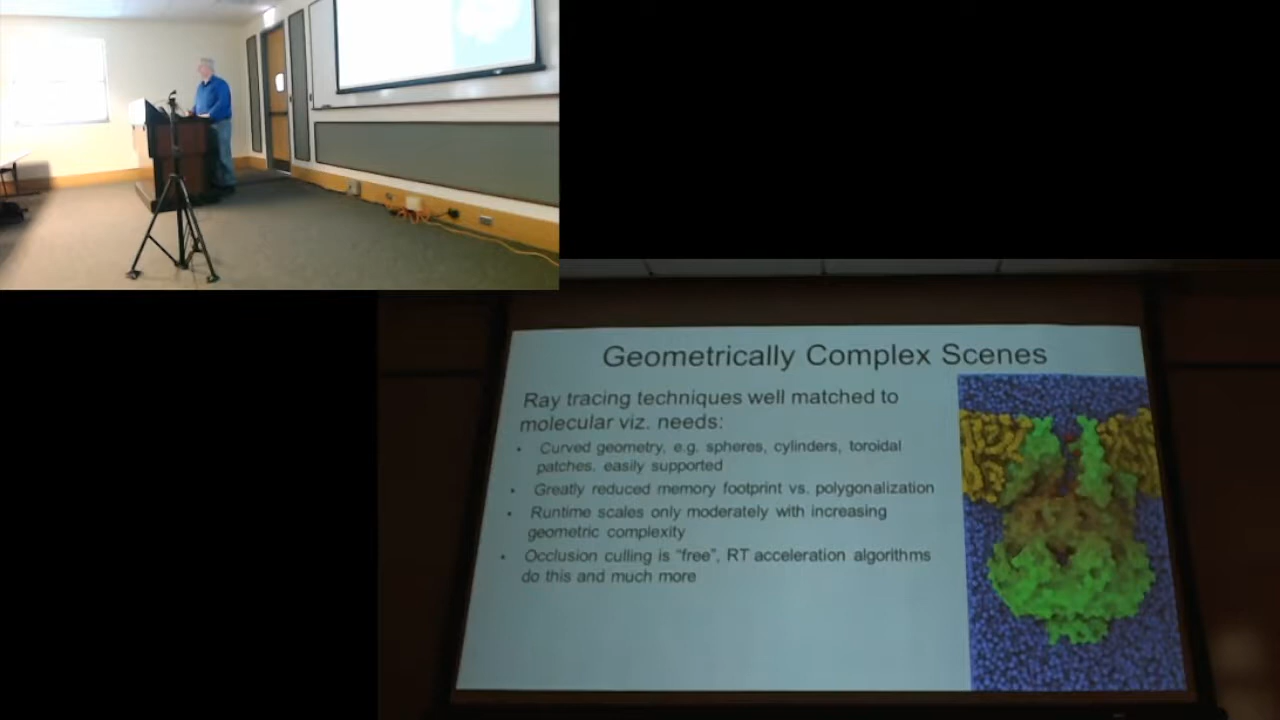 Geometrically Complex Scenes
Ray tracing techniques well matched to
molecular viz. needs:
• Curved geometry, e.g. spheres, cylinders, toroidal
patches, easily supported
• Greatly reduced memory footprint vs. polygonalization
• Runtime scales only moderately with increasing
geometric complexity
• Occlusion culling is “free”, RT acceleration algorithms
do this and much more